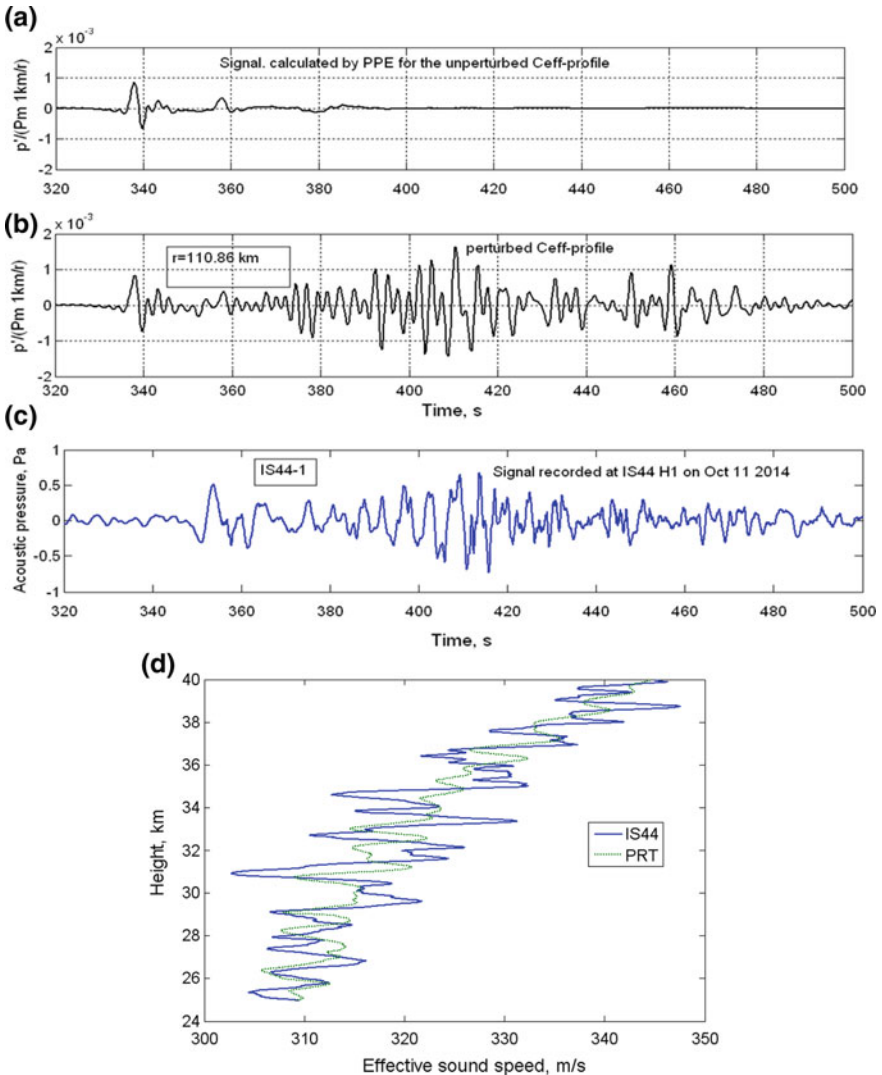 (a)
x 10⁻³
Signal. calculated by PPE for the unperturbed Ceff-profile
p'/(Pm 1km/r)
2
1
0
-1
-2
320 340 360 380 400 420 440 460 480 500
(b)
x 10⁻³
r=110.86 km
perturbed Ceff-profile
p'/(Pm 1km/r)
2
1
0
-1
-2
320 340 360 380 400 420 440 460 480 500
Time, s
(c)
IS44-1
Signal recorded at IS44 H1 on Oct 11 2014
Acoustic pressure, Pa
1
0.5
0
-0.5
-1
320 340 360 380 400 420 440 460 480 500
Time, s
(d)
Height, km
40
38
36
34
32
30
28
26
24
IS44
PRT
300 310 320 330 340 350
Effective sound speed, m/s